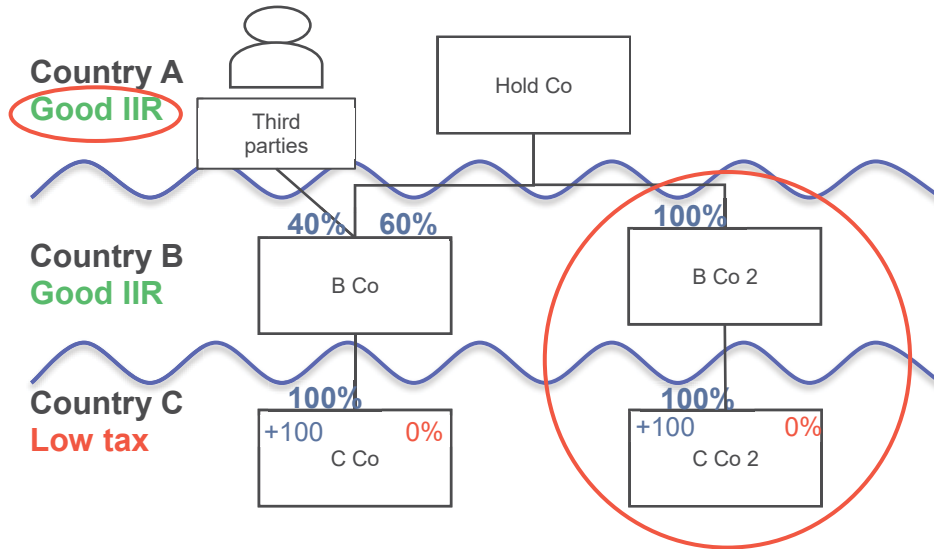 Country A
Good IIR
Third
parties
Hold Co
40%
60%
100%
Country B
Good IIR
B Co
B Co 2
Country C
Low tax
100%
+100
0%
C Co
100%
+100
0%
C Co 2